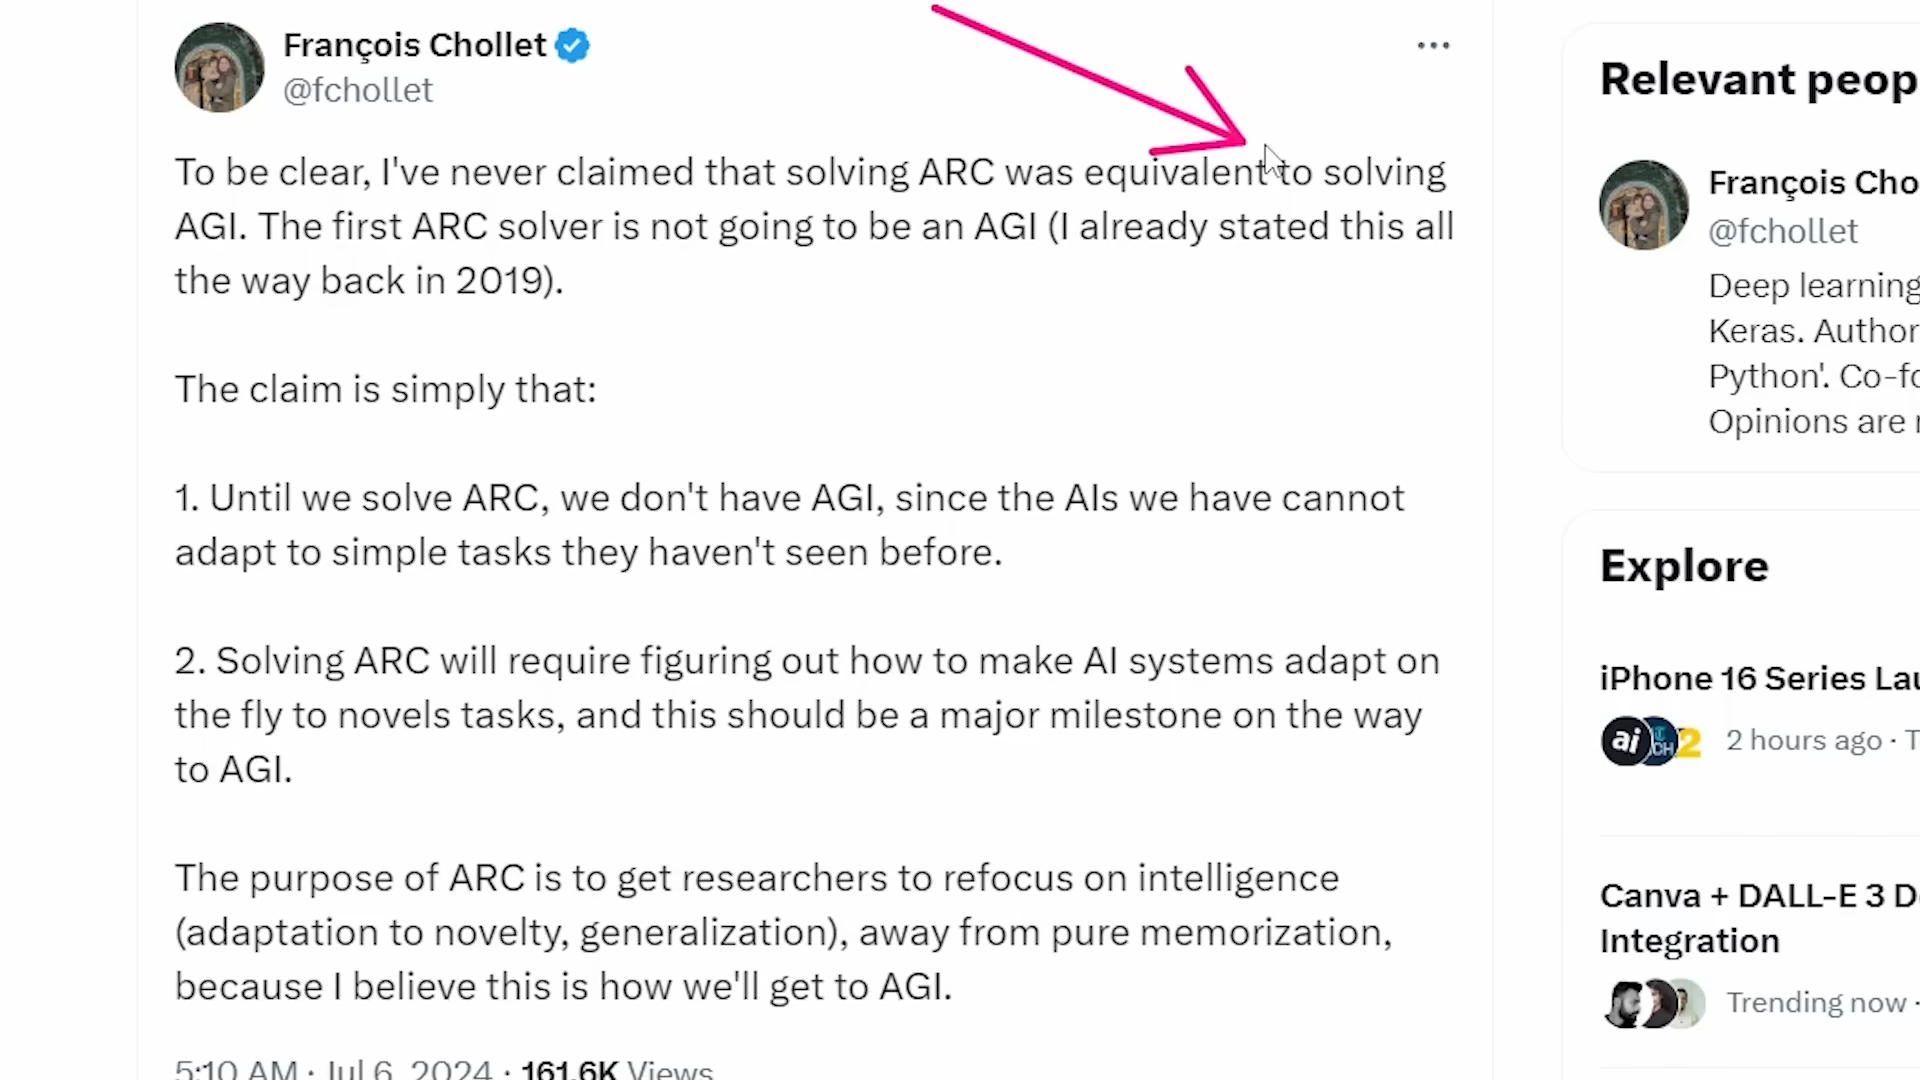 François Chollet
@fchollet
To be clear, I've never claimed that solving ARC was equivalent to solving
AGI. The first ARC solver is not going to be an AGI (I already stated this all
the way back in 2019).
The claim is simply that:
1. Until we solve ARC, we don't have AGI, since the AIs we have cannot
adapt to simple tasks they haven't seen before.
2. Solving ARC will require figuring out how to make AI systems adapt on
the fly to novels tasks, and this should be a major milestone on the way
to AGI.
The purpose of ARC is to get researchers to refocus on intelligence
(adaptation to novelty, generalization), away from pure memorization,
because I believe this is how we'll get to AGI.
5:10 AM · Jul 6, 2024 · 161.6K Views
Relevant peop
François Cho
@fchollet
Deep learning
Keras. Author
Python'. Co-fo
Opinions are
Explore
iPhone 16 Series Lau
ai
2 hours ago ·
Canva + DALL-E 3 D
Integration
Trending now ·